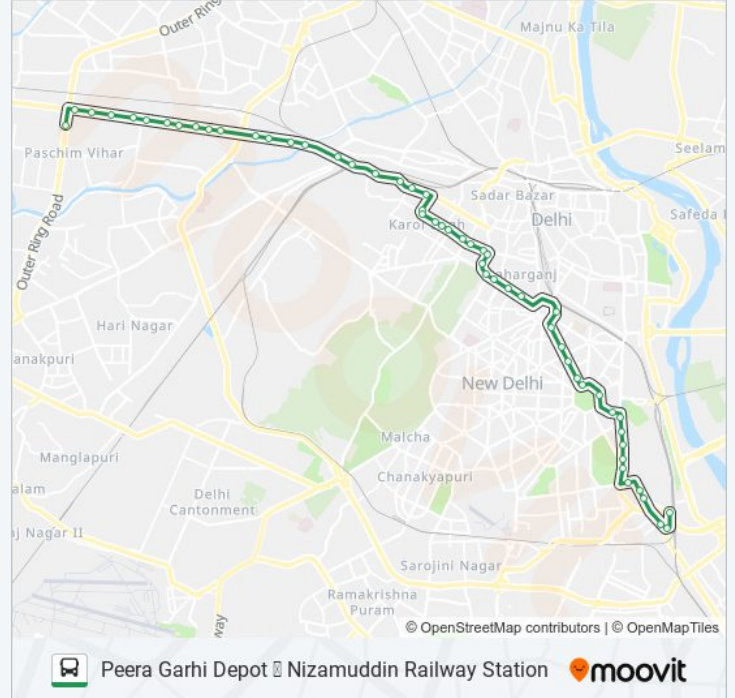 Outer Ring
Majnu Ka Tila
Paschim Vihar
Seelam
Sadar Bazar
Delhi
Safeda
Karol Bagh
Paharganj
Outer Ring Road
Hari Nagar
anakpuri
New Delhi
Malcha
Manglapuri
Chanakyapuri
alam
Delhi
Cantonment
aj Nagar II
Sarojini Nagar
Ramakrishna
Puram
way
© OpenStreetMap contributors | © OpenMapTiles
Peera Garhi Depot Nizamuddin Railway Station
moovit